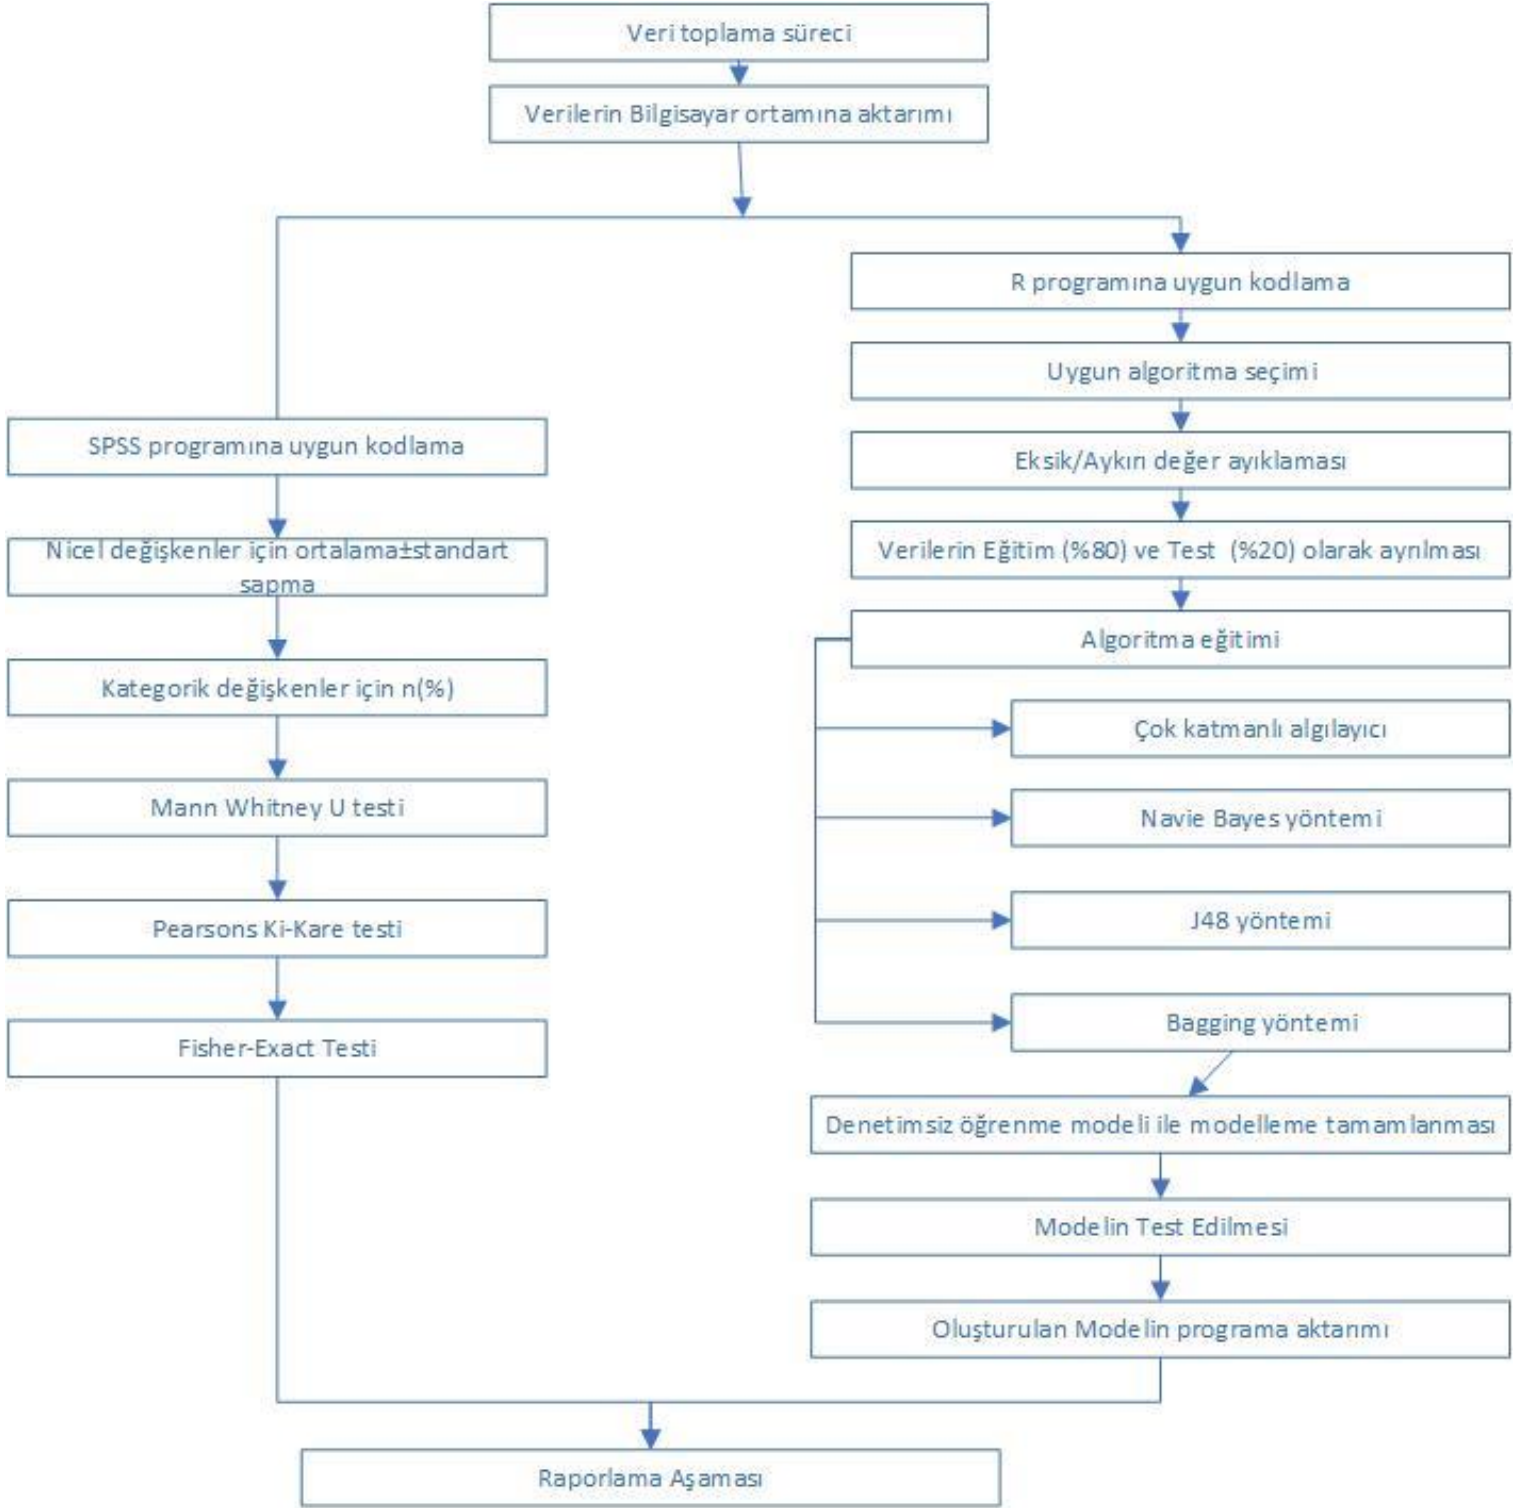 Veri toplama süreci
Verilerin Bilgisayar ortamına aktarımı
R programına uygun kodlama
Uygun algoritma seçimi
Eksik/Aykırı değer ayıklaması
Verilerin Eğitim (%80) ve Test (%20) olarak ayrılması
Algoritma eğitimi
Çok katmanlı algılayıcı
Navie Bayes yöntemi
J48 yöntemi
Bagging yöntemi
Denetimsiz öğrenme modeli ile modelleme tamamlanması
Modelin Test Edilmesi
Oluşturulan Modelin programa aktarımı
SPSS programına uygun kodlama
Nicel değişkenler için ortalama±standart
sapma
Kategorik değişkenler için n(%)
Mann Whitney U testi
Pearsons Ki-Kare testi
Fisher-Exact Testi
Raporlama Aşaması